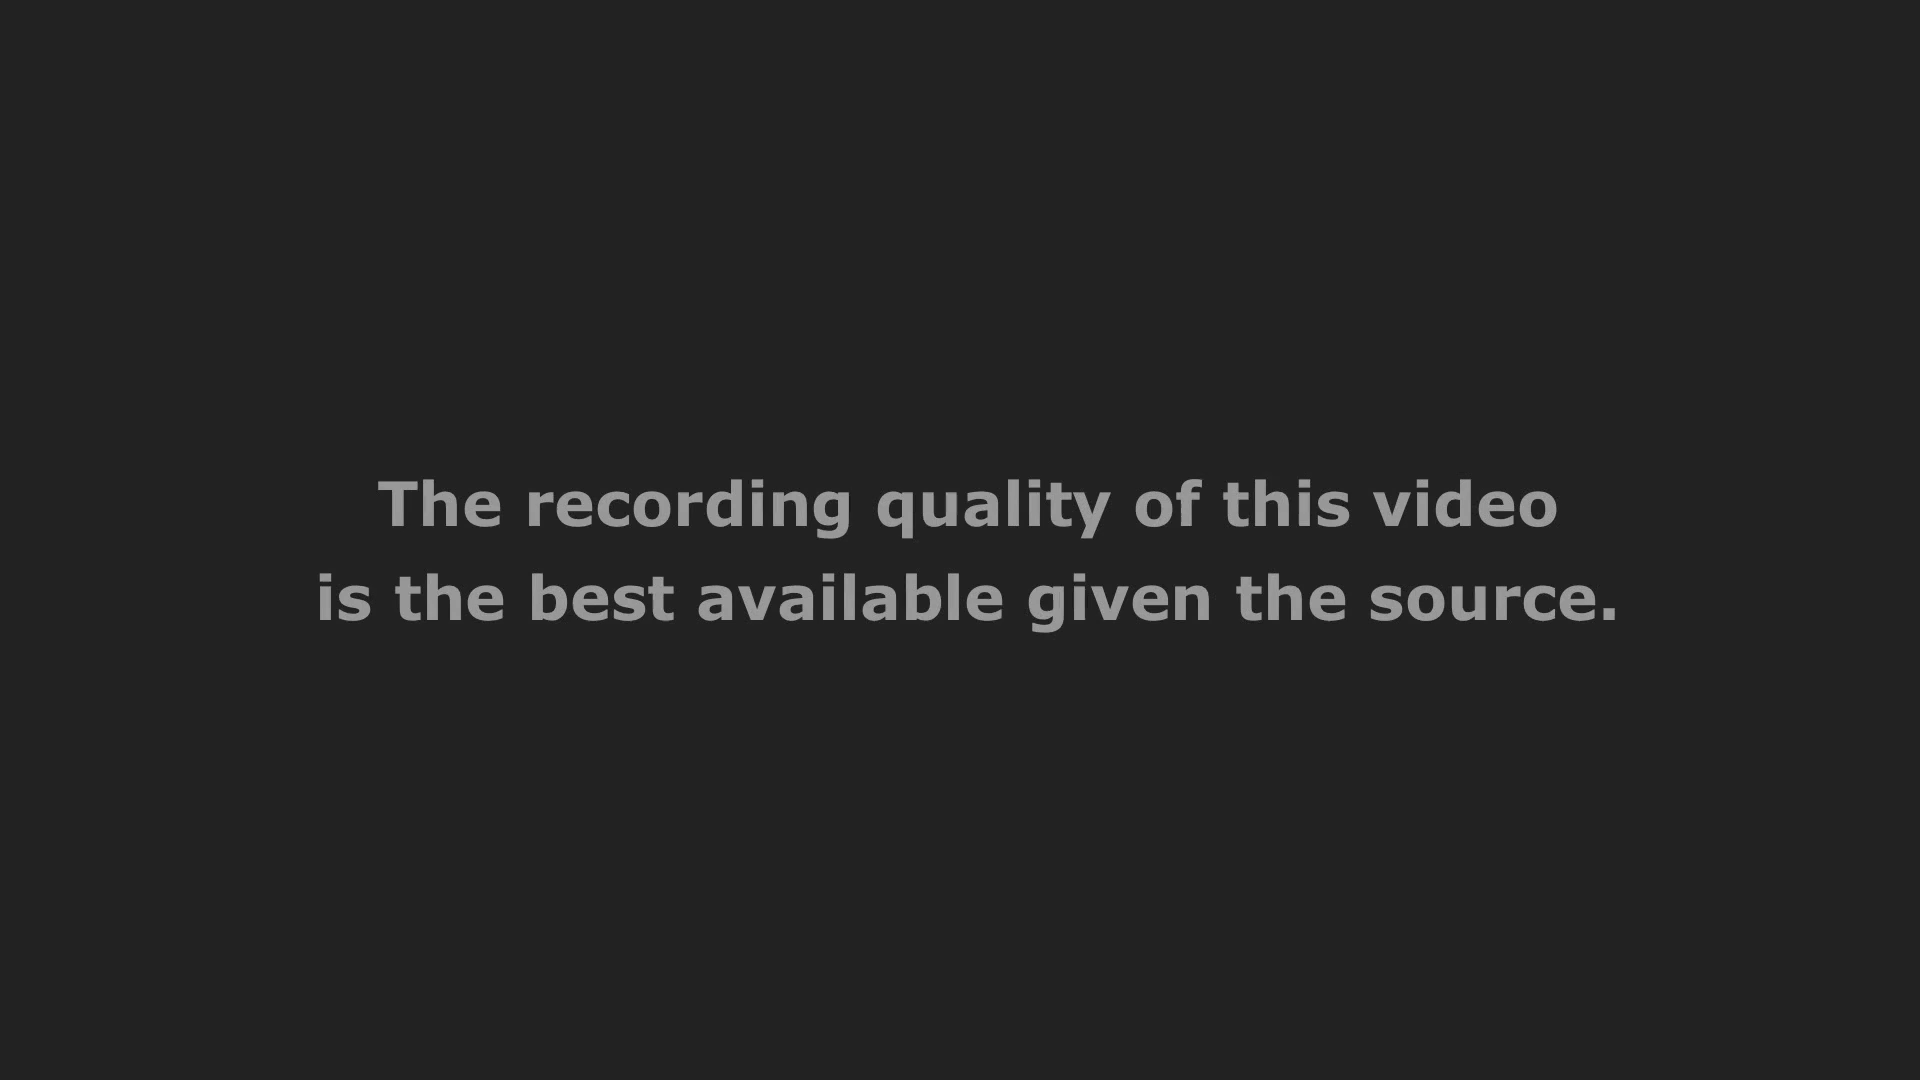 The recording quality of this video
is the best available given the source.